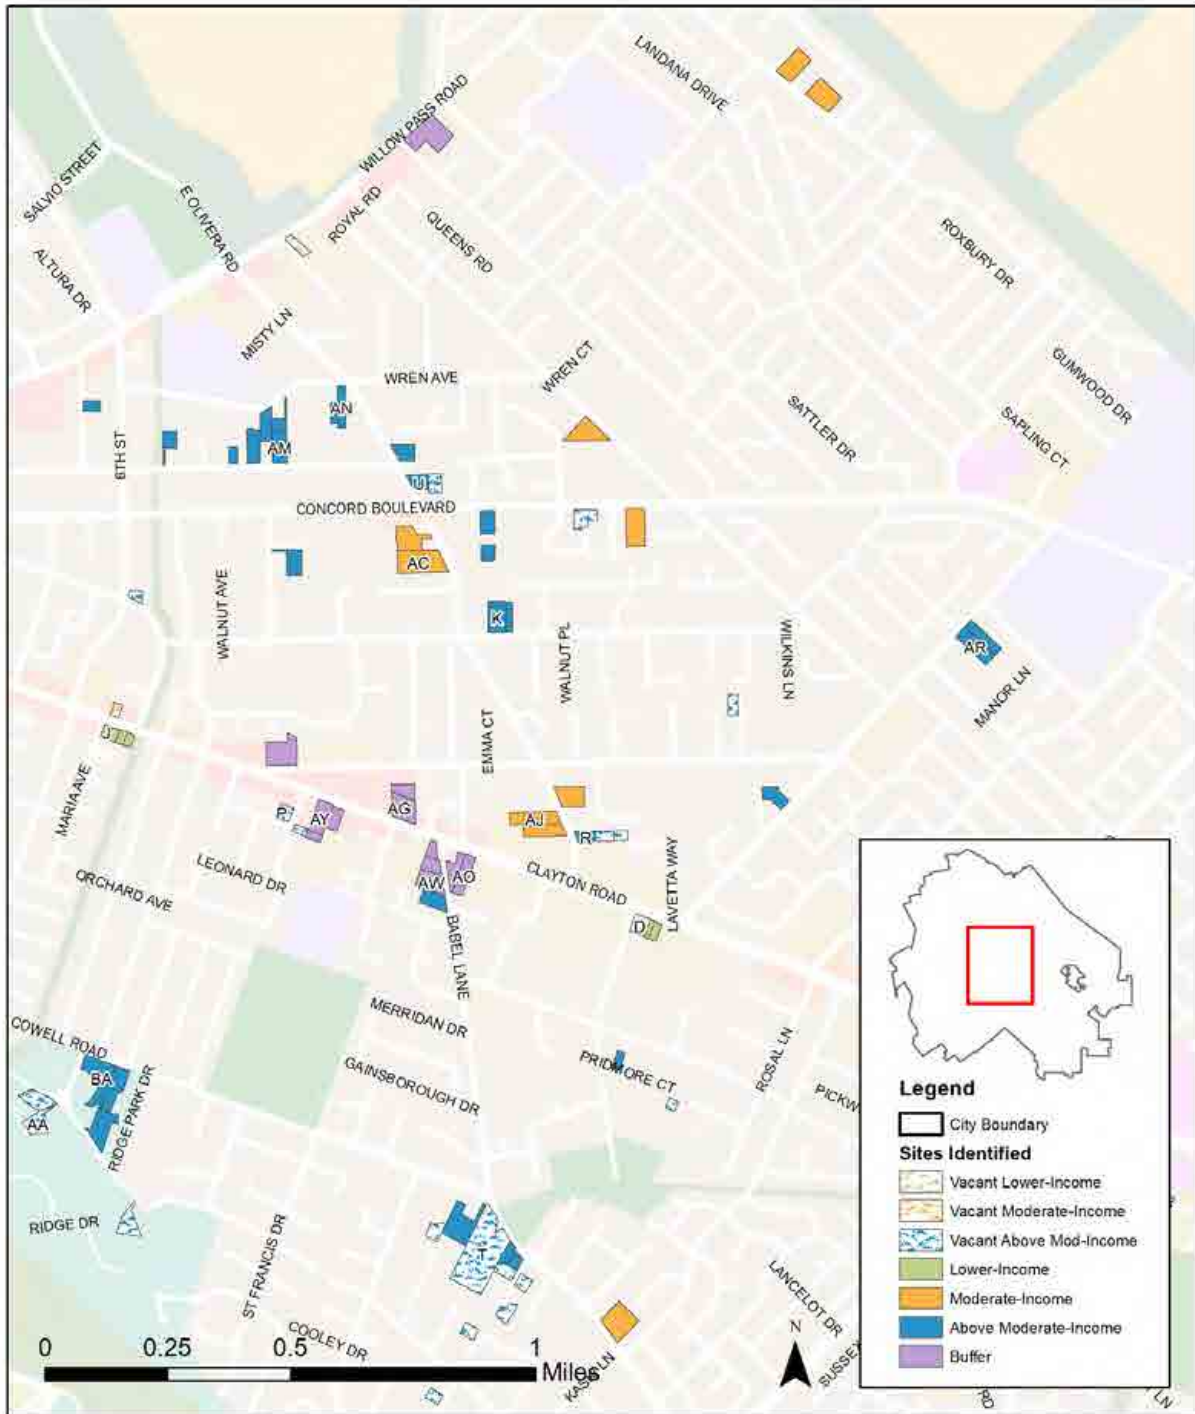 LANDANA DRIVE
WILLOW PASS ROAD
SALVIO STREET
E OLIVERA RD
ROYAL RD
QUEENS RD
ROXBURY DR
ALTURA DR
MISTY LN
WREN CT
GUMWOOD DR
WREN AVE
SATTLER DR
SAPLING CT
AN
6TH ST
AM
U
CONCORD BOULEVARD
AC
WALNUT AVE
K
WALNUT PL
WILKINS LN
AR
MANOR LN
EMMA CT
MARIA AVE
P
AY
AG
AJ
R
LEONARD DR
AW
AO
CLAYTON ROAD
LAVETTA WAY
ORCHARD AVE
D
BABEL LANE
MERRIDAN DR
COWELL ROAD
BA
RIDGE PARK DR
GAINSBOROUGH DR
PRIDMORE CT
ROSAL LN
PICKW
AA
RIDGE DR
ST FRANCIS DR
T
LANCELOT DR
COOLEY DR
SUSSEX
RD
LN
N
0 0.25 0.5 1
Miles
Legend
City Boundary
Sites Identified
Vacant Lower-Income
Vacant Moderate-Income
Vacant Above Mod-Income
Lower-Income
Moderate-Income
Above Moderate-Income
Buffer